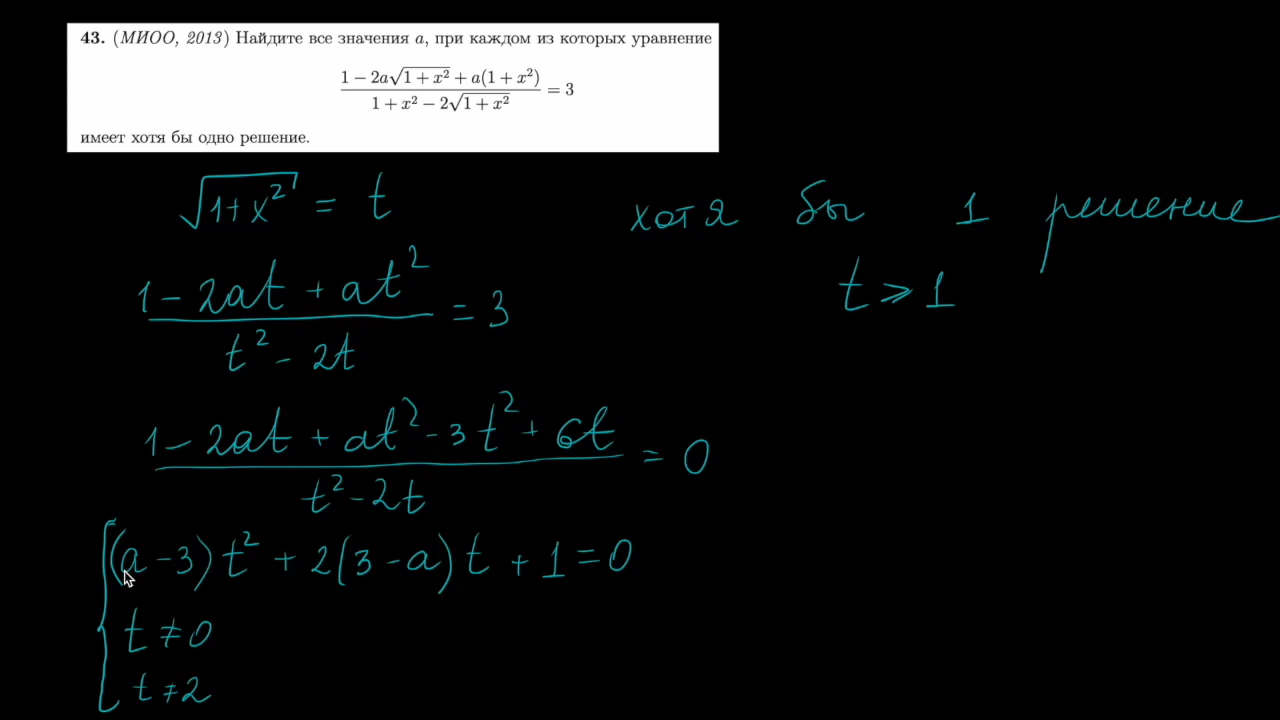 43. (МИОО, 2013) Найдите все значения a, при каждом из которых уравнение
1 − 2a√(1 + x²) + a(1 + x²)
= 3
1 + x² − 2√(1 + x²)
имеет хотя бы одно решение.
√(1+x²) = t
хотя бы 1 решение
t ⩾ 1
1 − 2at + at²
= 3
t² − 2t
1 − 2at + at² − 3t² + 6t
= 0
t² − 2t
(a − 3)t² + 2(3 − a)t + 1 = 0
t ≠ 0
t ≠ 2